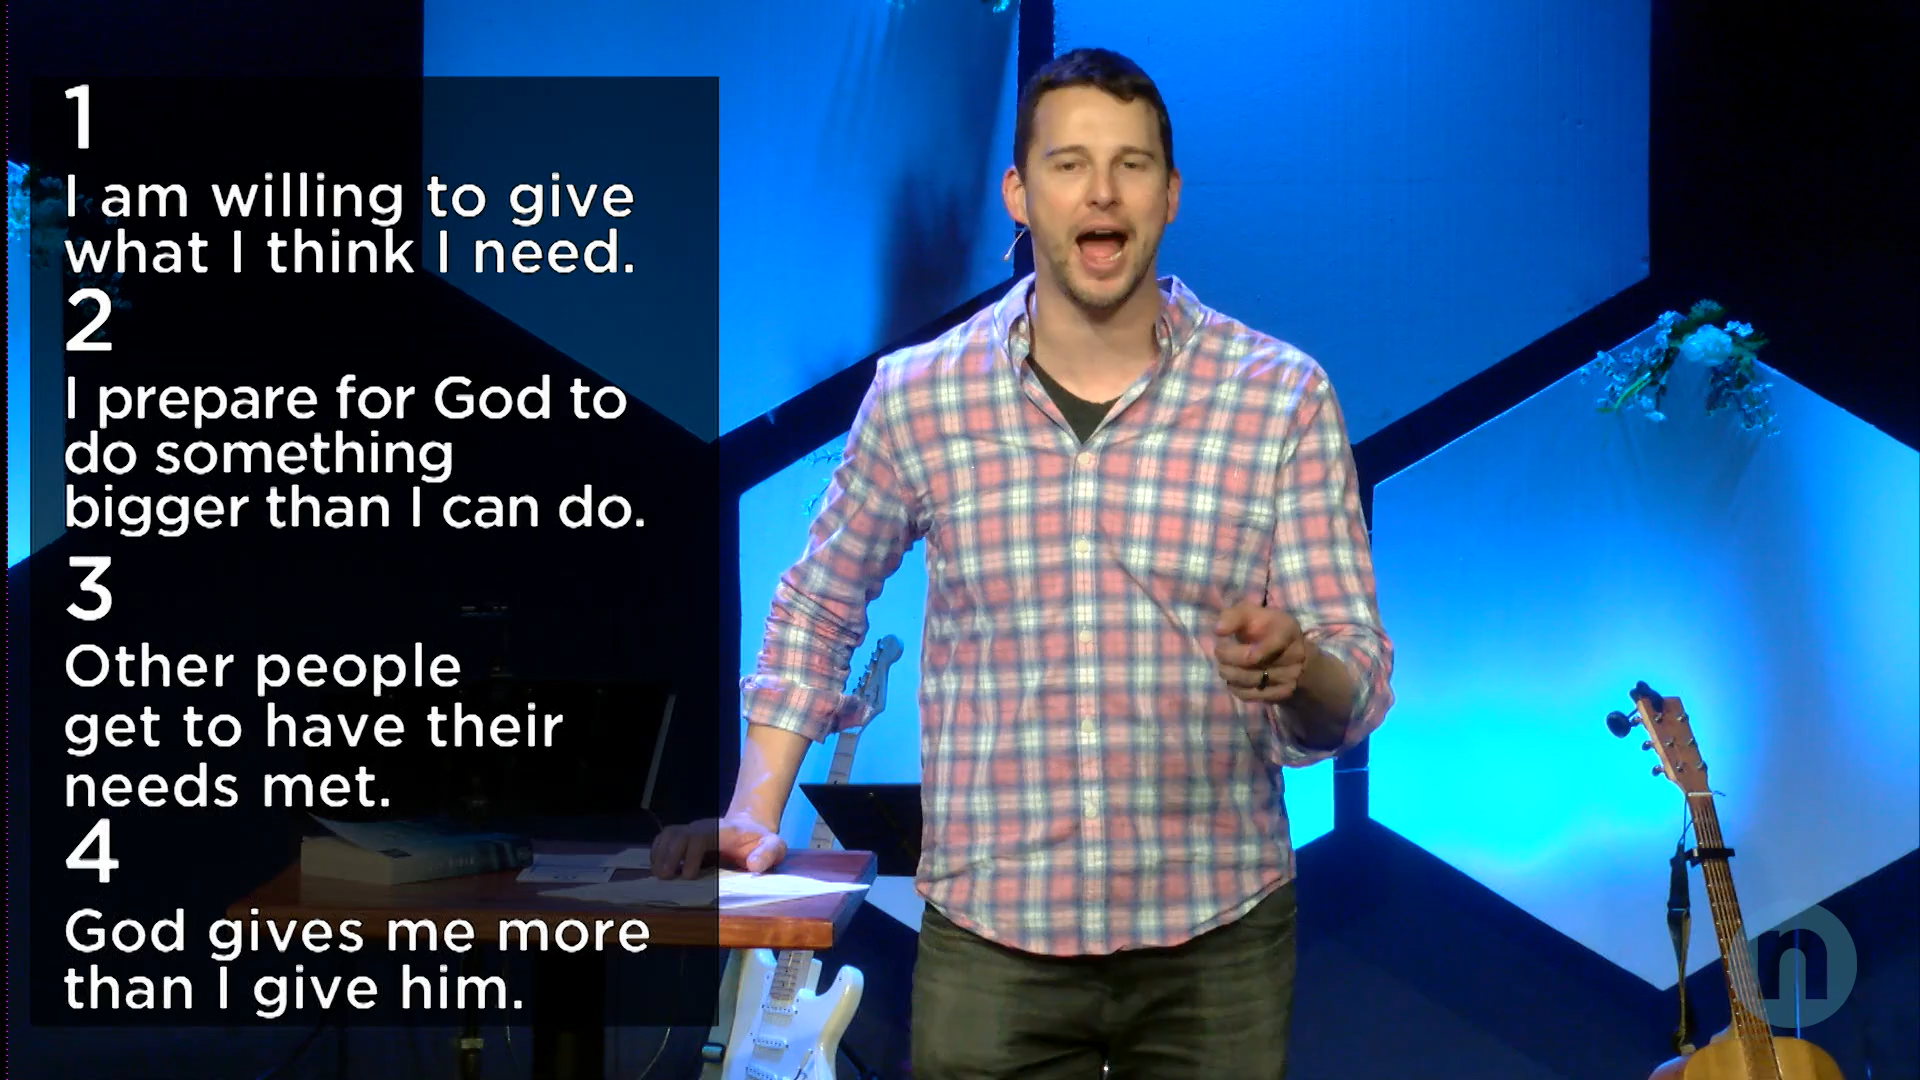 1
I am willing to give
what I think I need.
2
I prepare for God to
do something
bigger than I can do.
3
Other people
get to have their
needs met.
4
God gives me more
than I give him.
n